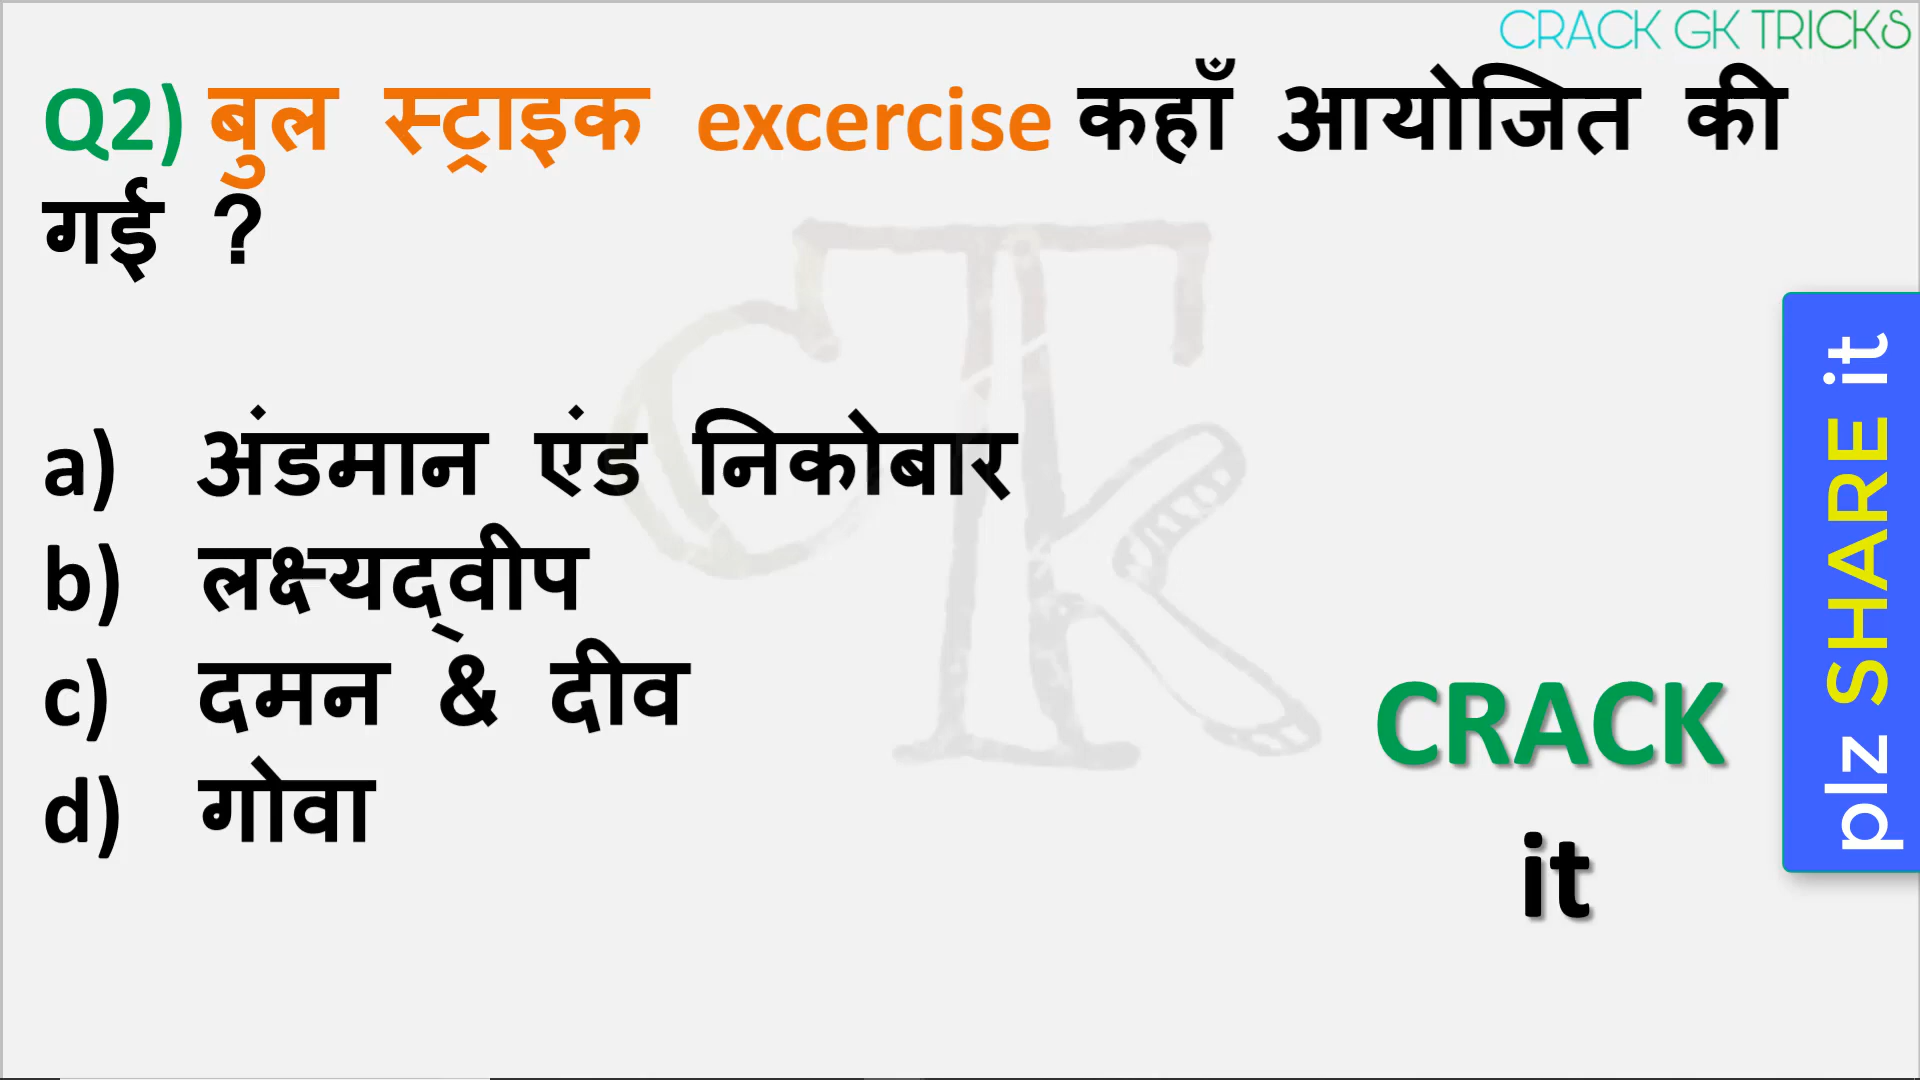 CRACK GK TRICKS
Q2) बुल स्ट्राइक excercise कहाँ आयोजित की
गई ?
a) अंडमान एंड निकोबार
b) लक्ष्यद्वीप
c) दमन & दीव
d) गोवा
CRACK
it
plz SHARE it